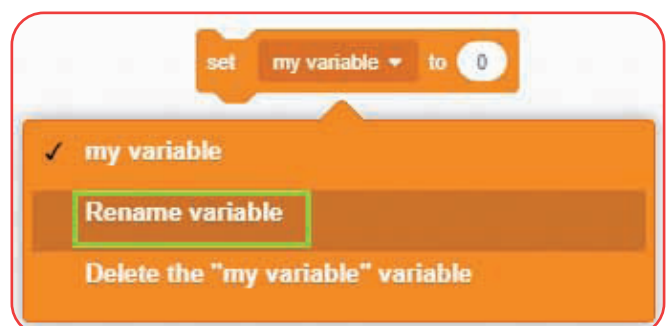 set my variable to 0
my variable
Rename variable
Delete the "my variable" variable